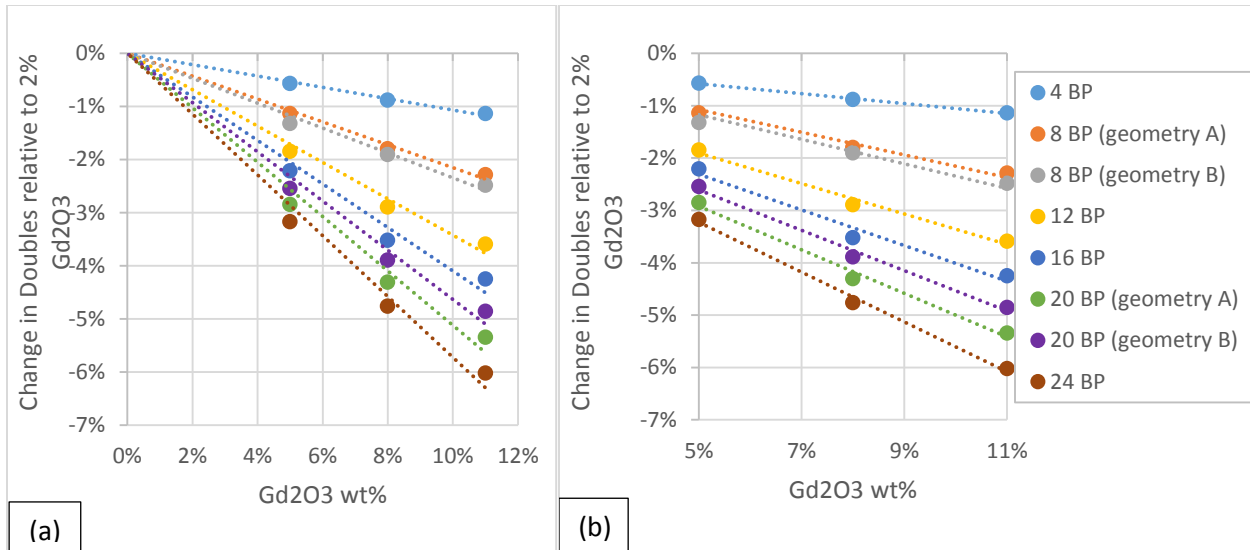 0%
-1%
-2%
-3%
-4%
-5%
-6%
-7%
0%
2%
4%
6%
8%
10%
12%
Change in Doubles relative to 2%
Gd2O3
Gd2O3 wt%
(a)
0%
-1%
-2%
-3%
-4%
-5%
-6%
-7%
5%
7%
9%
11%
Change in Doubles relative to 2%
Gd2O3
Gd2O3 wt%
(b)
4 BP
8 BP (geometry A)
8 BP (geometry B)
12 BP
16 BP
20 BP (geometry A)
20 BP (geometry B)
24 BP